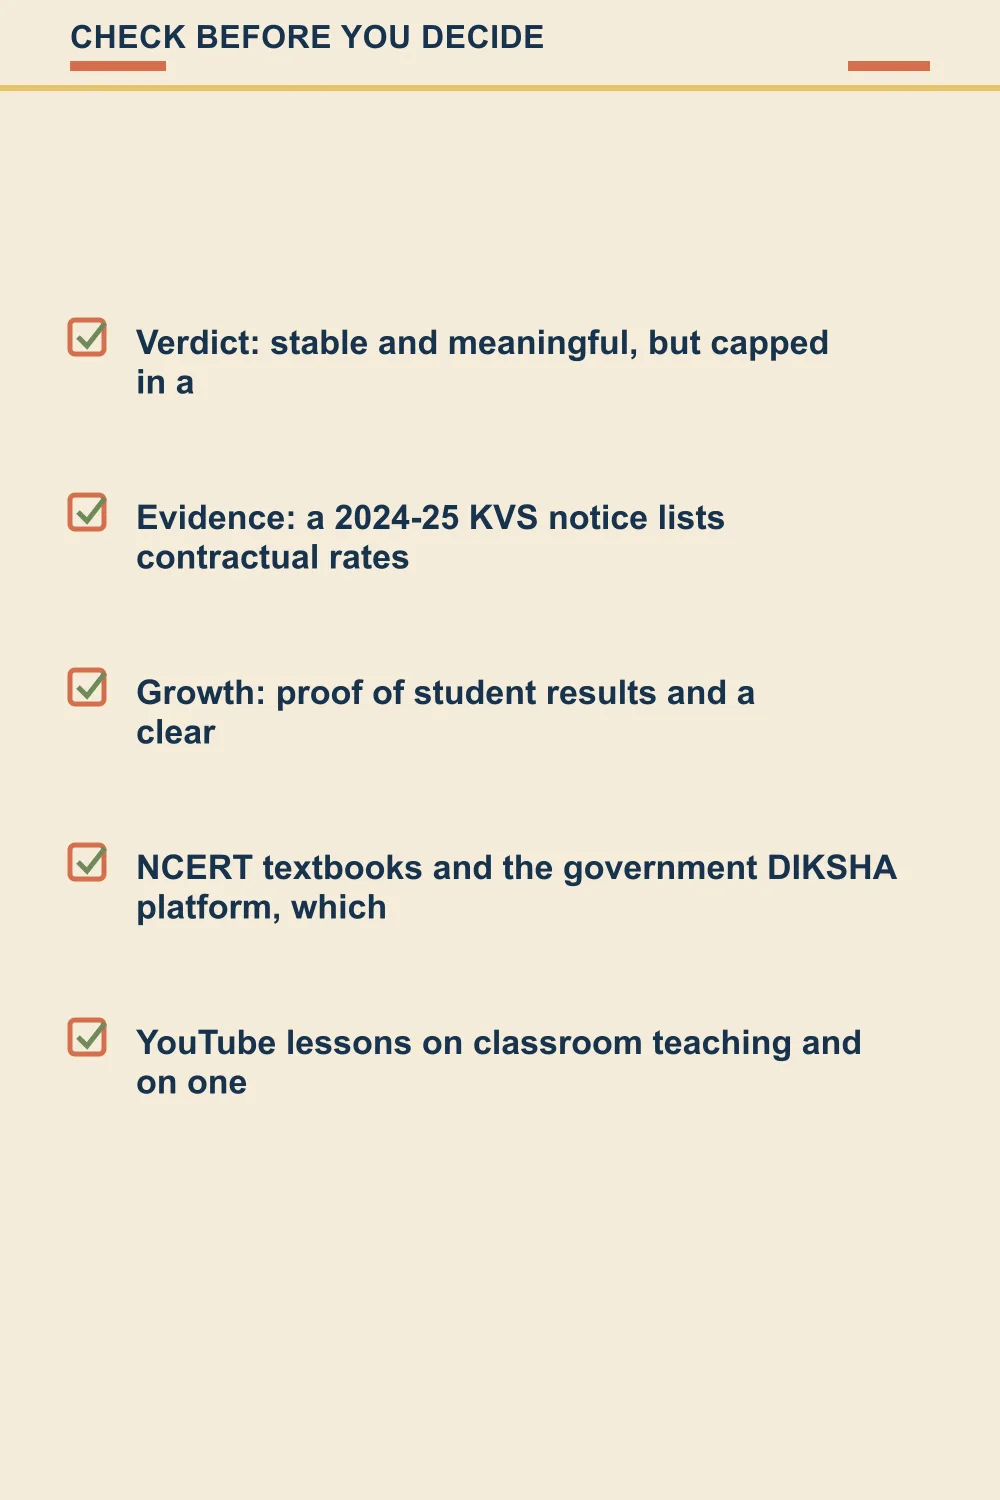 CHECK BEFORE YOU DECIDE
Verdict: stable and meaningful, but capped
in a
Evidence: a 2024-25 KVS notice lists
contractual rates
Growth: proof of student results and a
clear
NCERT textbooks and the government DIKSHA
platform, which
YouTube lessons on classroom teaching and
on one